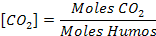 [CO₂] = Moles CO₂ / Moles Humos